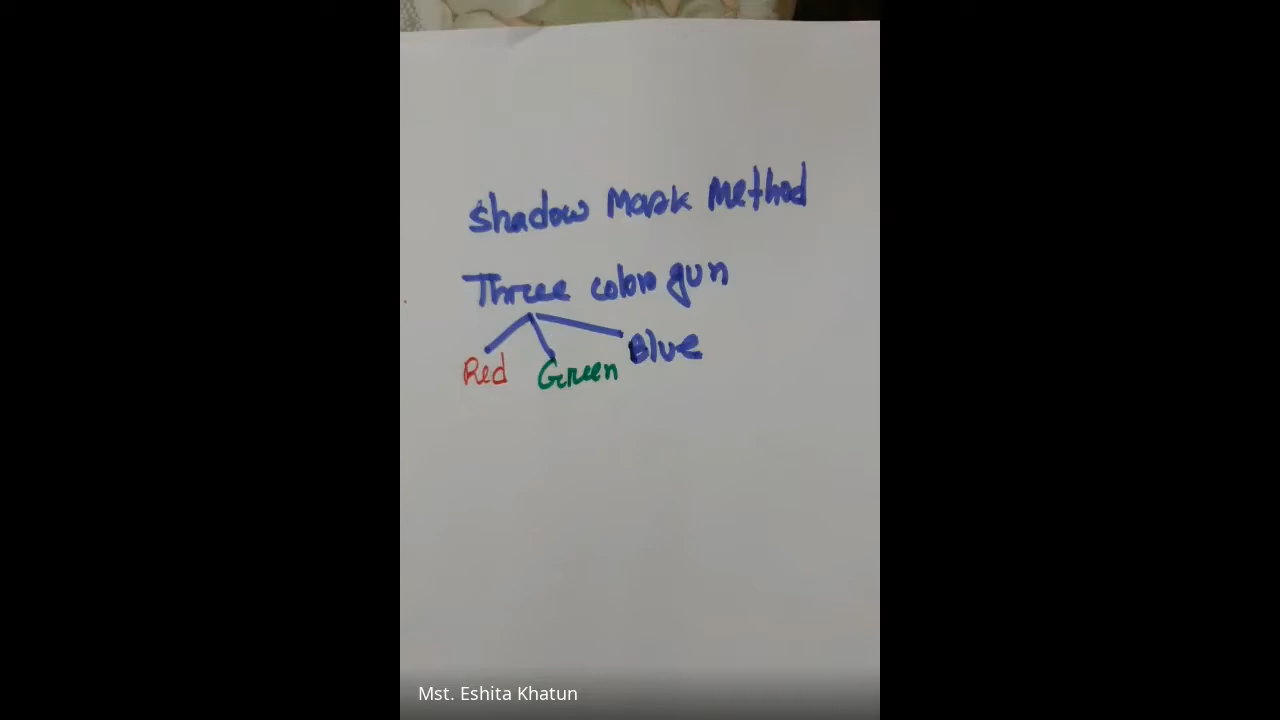 Shadow Mask Method
Three color gun
Red Green Blue
Mst. Eshita Khatun